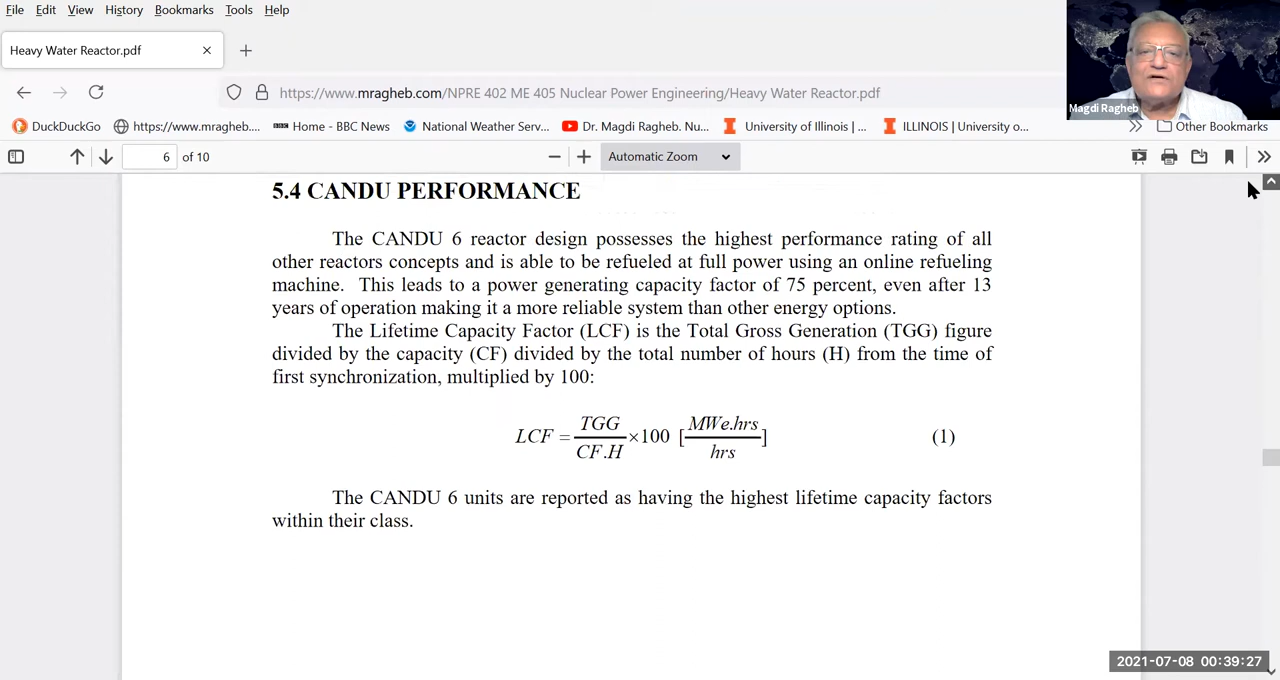 File Edit View History Bookmarks Tools Help
Heavy Water Reactor.pdf
https://www.mragheb.com/NPRE 402 ME 405 Nuclear Power Engineering/Heavy Water Reactor.pdf
Magdi Ragheb
DuckDuckGo https://www.mragheb.... Home - BBC News National Weather Serv... Dr. Magdi Ragheb. Nu... University of Illinois |... ILLINOIS | University o... Other Bookmarks
6 of 10 Automatic Zoom
5.4 CANDU PERFORMANCE
The CANDU 6 reactor design possesses the highest performance rating of all
other reactors concepts and is able to be refueled at full power using an online refueling
machine. This leads to a power generating capacity factor of 75 percent, even after 13
years of operation making it a more reliable system than other energy options.
The Lifetime Capacity Factor (LCF) is the Total Gross Generation (TGG) figure
divided by the capacity (CF) divided by the total number of hours (H) from the time of
first synchronization, multiplied by 100:
LCF = TGG/CF.H ×100 [MWe.hrs/hrs] (1)
The CANDU 6 units are reported as having the highest lifetime capacity factors
within their class.
2021-07-08 00:39:27